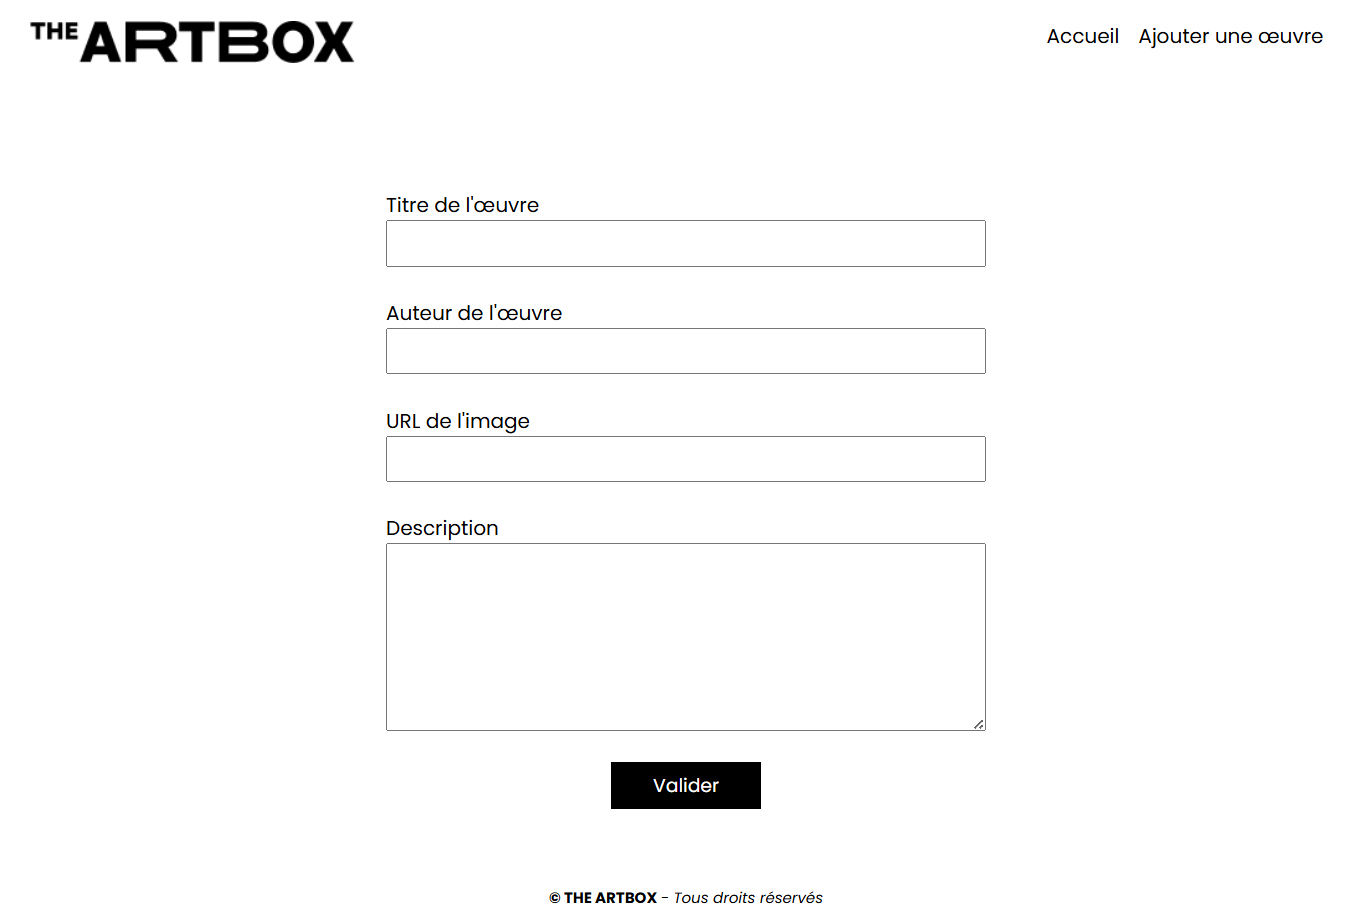 THE ARTBOX
Accueil Ajouter une œuvre
Titre de l'œuvre
Auteur de l'œuvre
URL de l'image
Description
Valider
© THE ARTBOX - Tous droits réservés